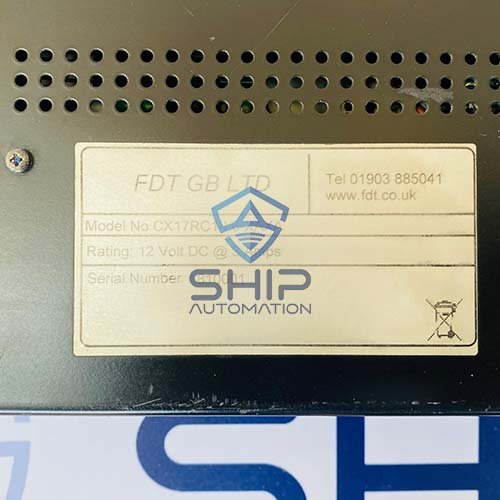 FDT GB LTD
Tel 01903 885041
www.fdt.co.uk
Model No:
Rating: 12 Volt DC @
Serial Number
SHIP
AUTOMATION
SH